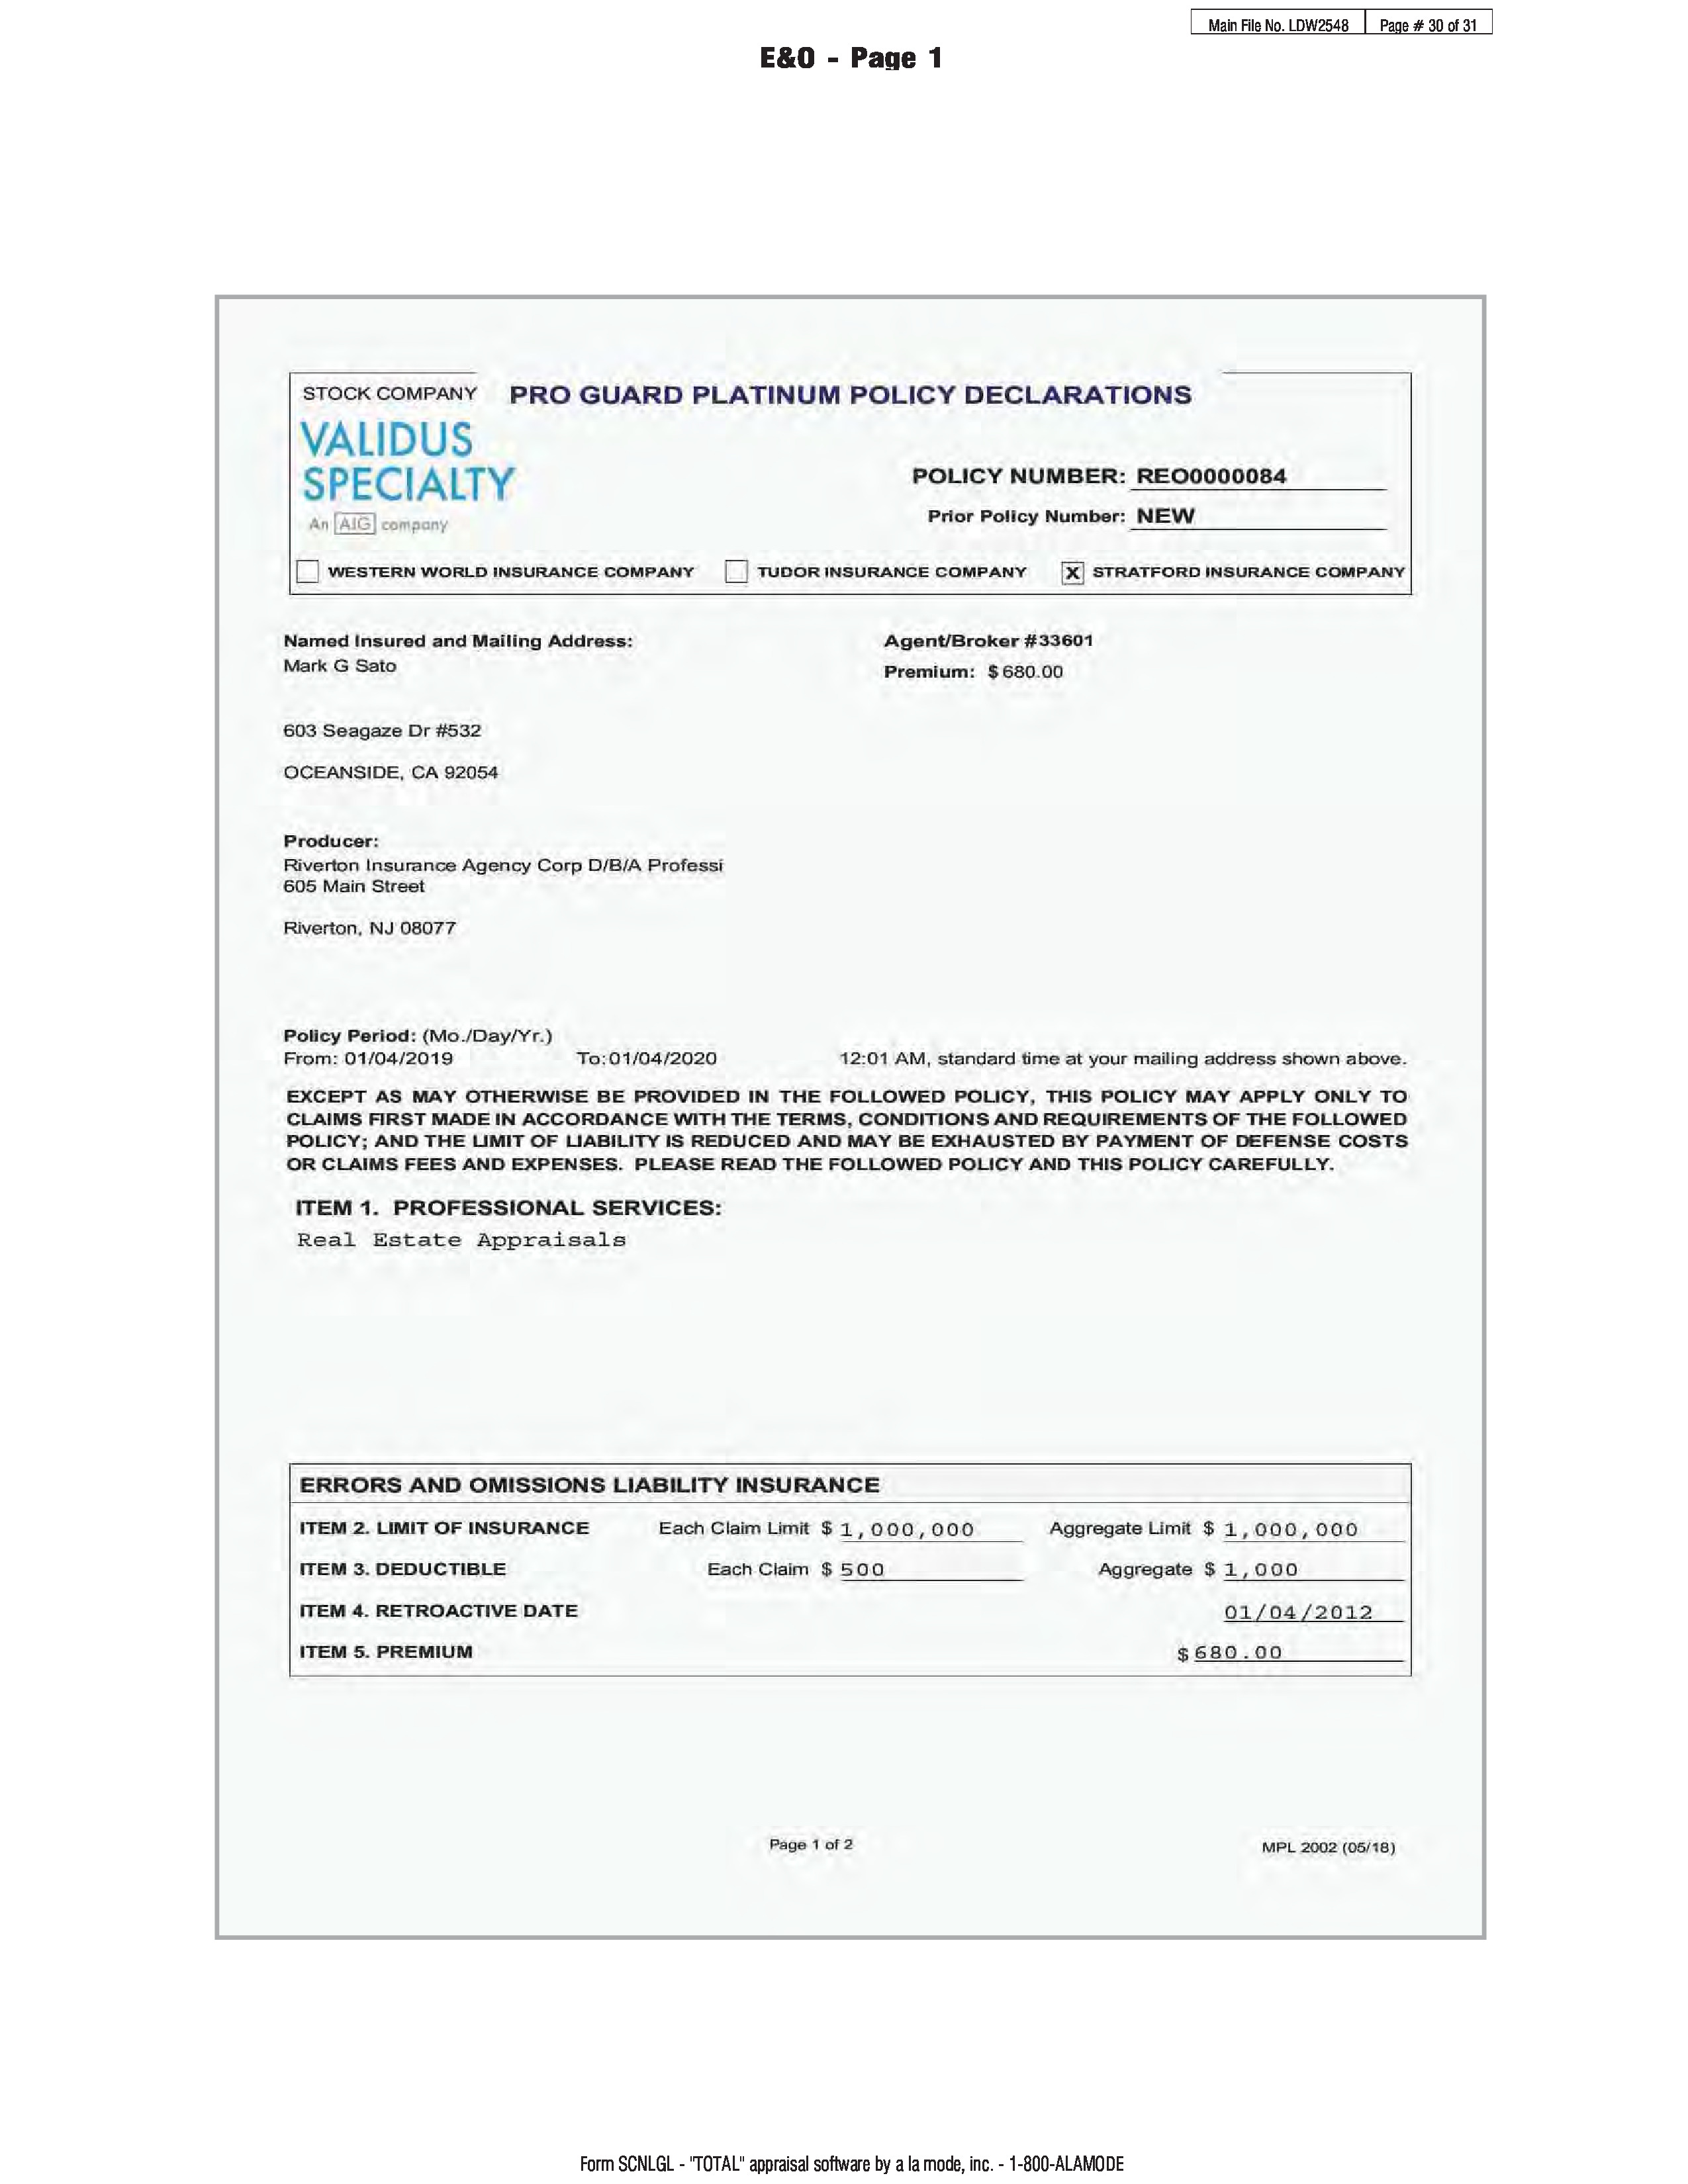 Main File No. LDW2548 Page # 30 of 31
E&O - Page 1
STOCK COMPANY PRO GUARD PLATINUM POLICY DECLARATIONS
VALIDUS
SPECIALTY
An AIG company
POLICY NUMBER: REO0000084
Prior Policy Number: NEW
WESTERN WORLD INSURANCE COMPANY TUDOR INSURANCE COMPANY X STRATFORD INSURANCE COMPANY
Named Insured and Mailing Address: Agent/Broker #33601
Mark G Sato Premium: $ 680.00
603 Seagaze Dr #532
OCEANSIDE, CA 92054
Producer:
Riverton Insurance Agency Corp D/B/A Professi
605 Main Street
Riverton, NJ 08077
Policy Period: (Mo./Day/Yr.)
From: 01/04/2019 To: 01/04/2020 12:01 AM, standard time at your mailing address shown above.
EXCEPT AS MAY OTHERWISE BE PROVIDED IN THE FOLLOWED POLICY, THIS POLICY MAY APPLY ONLY TO
CLAIMS FIRST MADE IN ACCORDANCE WITH THE TERMS, CONDITIONS AND REQUIREMENTS OF THE FOLLOWED
POLICY; AND THE LIMIT OF LIABILITY IS REDUCED AND MAY BE EXHAUSTED BY PAYMENT OF DEFENSE COSTS
OR CLAIMS FEES AND EXPENSES. PLEASE READ THE FOLLOWED POLICY AND THIS POLICY CAREFULLY.
ITEM 1. PROFESSIONAL SERVICES:
Real Estate Appraisals
ERRORS AND OMISSIONS LIABILITY INSURANCE
ITEM 2. LIMIT OF INSURANCE Each Claim Limit $ 1,000,000 Aggregate Limit $ 1,000,000
ITEM 3. DEDUCTIBLE Each Claim $ 500 Aggregate $ 1,000
ITEM 4. RETROACTIVE DATE 01/04/2012
ITEM 5. PREMIUM $ 680.00
Page 1 of 2 MPL 2002 (05/18)
Form SCNLGL - "TOTAL" appraisal software by a la mode, inc. - 1-800-ALAMODE